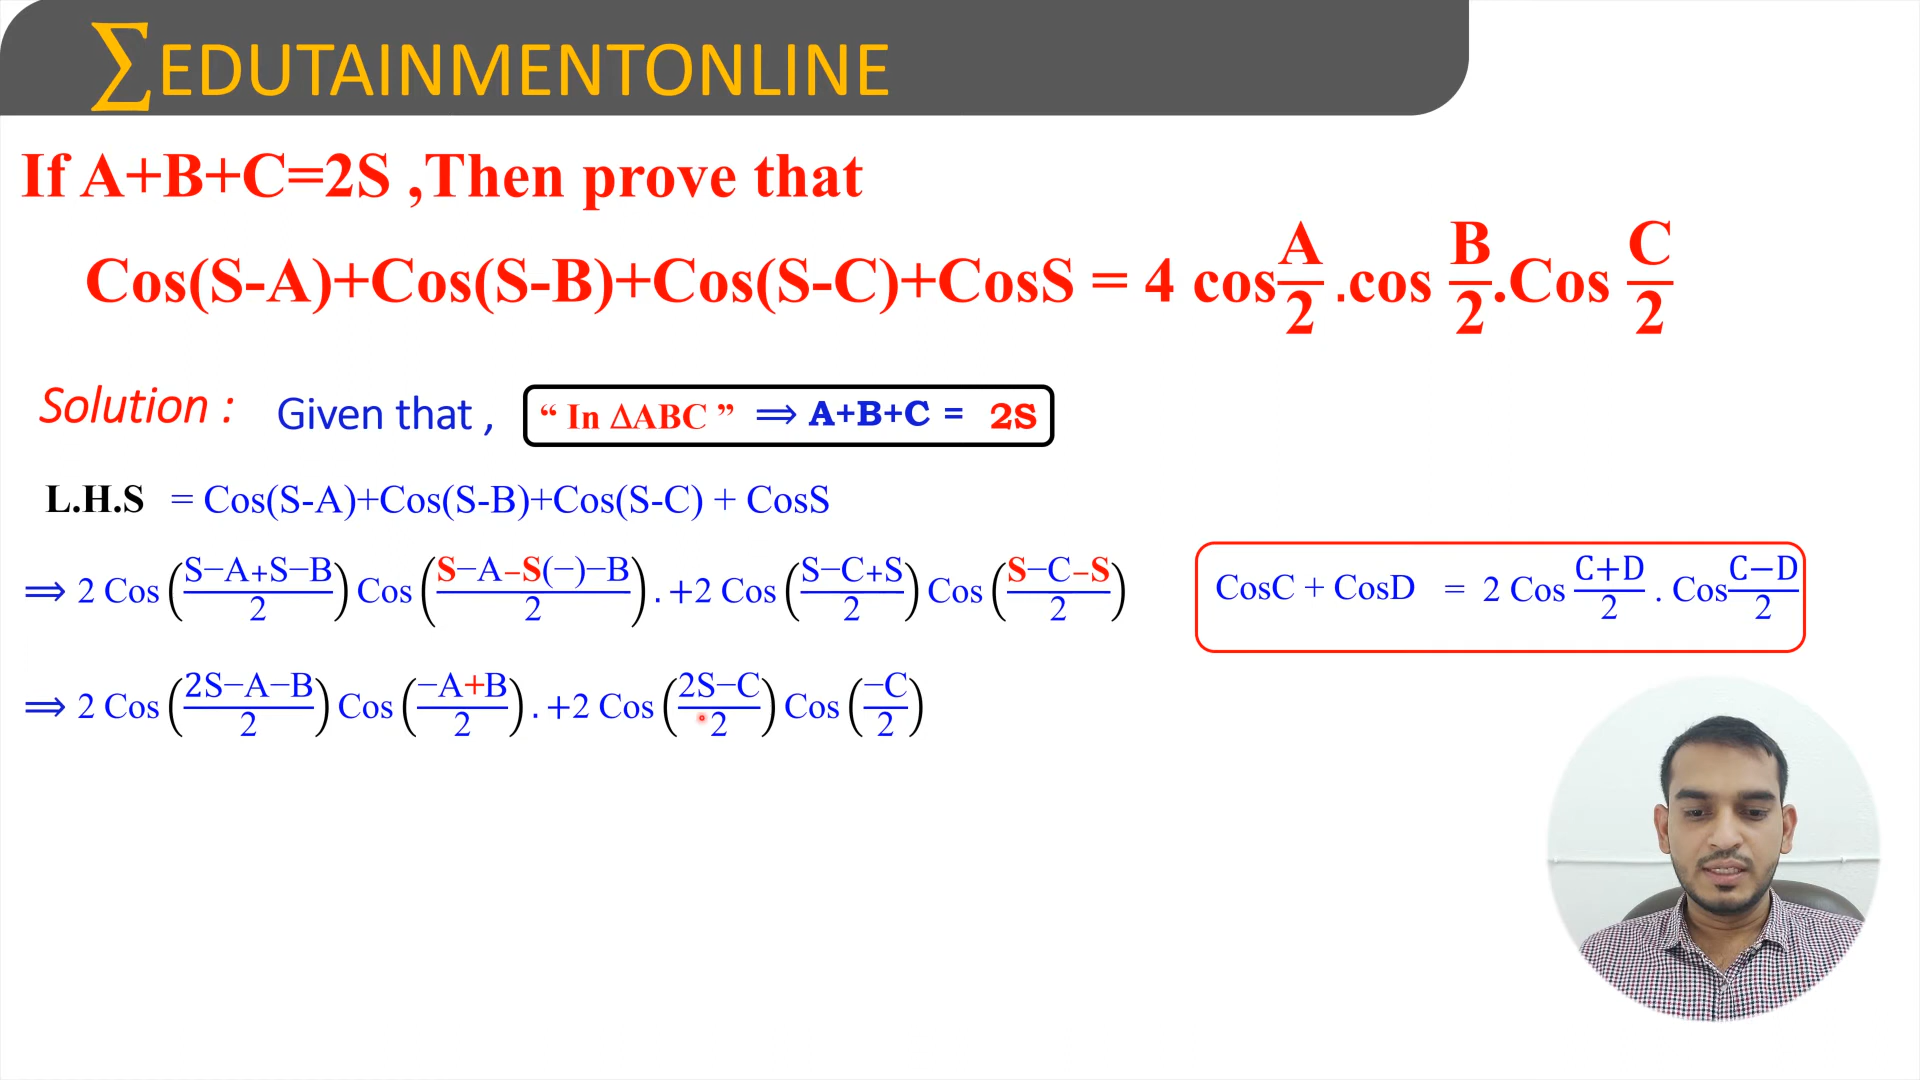 ∑EDUTAINMENTONLINE
If A+B+C=2S ,Then prove that
Cos(S-A)+Cos(S-B)+Cos(S-C)+CosS = 4 cos A/2 .cos B/2.Cos C/2
Solution : Given that , “ In ΔABC ” ⟹ A+B+C = 2S
L.H.S = Cos(S-A)+Cos(S-B)+Cos(S-C) + CosS
⟹ 2 Cos ((S−A+S−B)/2) Cos ((S−A−S(−)−B)/2) . +2 Cos ((S−C+S)/2) Cos ((S−C−S)/2)
CosC + CosD = 2 Cos (C+D)/2 . Cos (C−D)/2
⟹ 2 Cos ((2S−A−B)/2) Cos ((−A+B)/2) . +2 Cos ((2S−C)/2) Cos ((−C)/2)